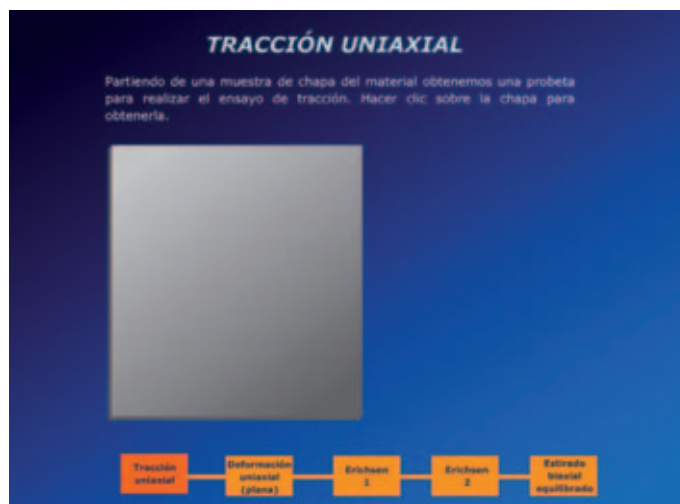 TRACCIÓN UNIAXIAL
Partiendo de una muestra de chapa del material obtenemos una probeta
para realizar el ensayo de tracción. Hacer clic sobre la chapa para
obtenerla.
Tracción
uniaxial
Deformación
uniaxial
(plana)
Erichsen
1
Erichsen
2
Estirado
biaxial
equilibrado